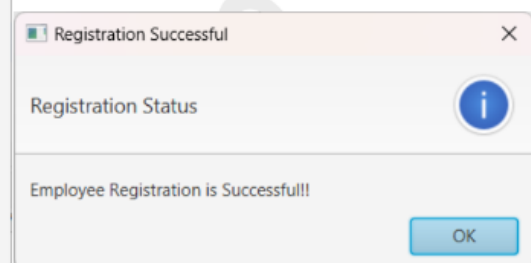 Registration Successful
Registration Status
Employee Registration is Successful!!
OK